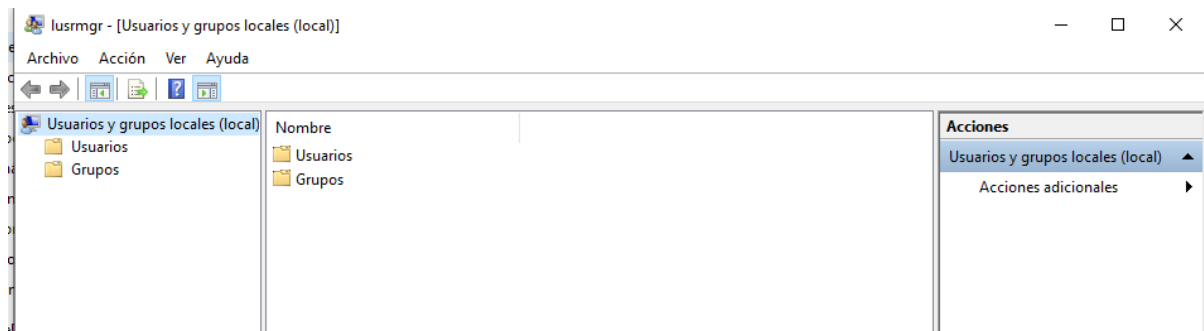 lusrmgr - [Usuarios y grupos locales (local)]
Archivo Acción Ver Ayuda
Usuarios y grupos locales (local)
Usuarios
Grupos
Nombre
Usuarios
Grupos
Acciones
Usuarios y grupos locales (local)
Acciones adicionales